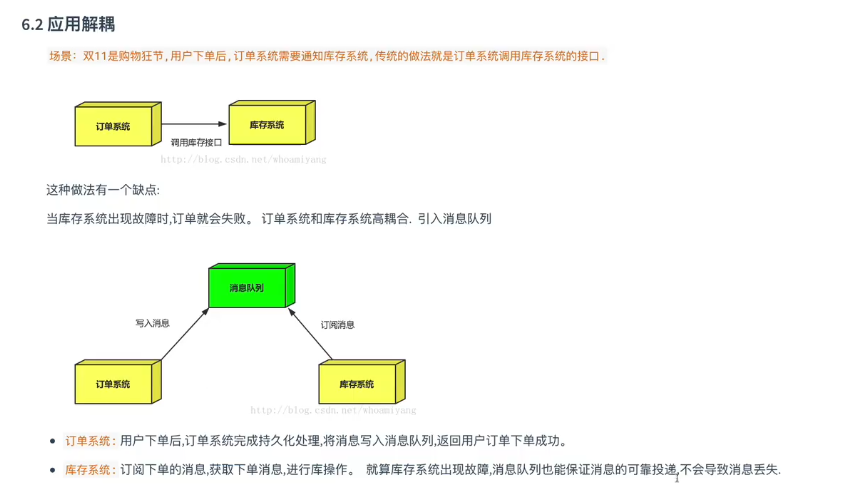 6.2 应用解耦
场景：双11是购物狂节,用户下单后,订单系统需要通知库存系统,传统的做法就是订单系统调用库存系统的接口.
订单系统
库存系统
调用库存接口
http://blog.csdn.net/whoamiyang
这种做法有一个缺点:
当库存系统出现故障时,订单就会失败。 订单系统和库存系统高耦合. 引入消息队列
消息队列
写入消息
订阅消息
订单系统
库存系统
http://blog.csdn.net/whoamiyang
● 订单系统：用户下单后,订单系统完成持久化处理,将消息写入消息队列,返回用户订单下单成功。
● 库存系统：订阅下单的消息,获取下单消息,进行库操作。 就算库存系统出现故障,消息队列也能保证消息的可靠投递,不会导致消息丢失.